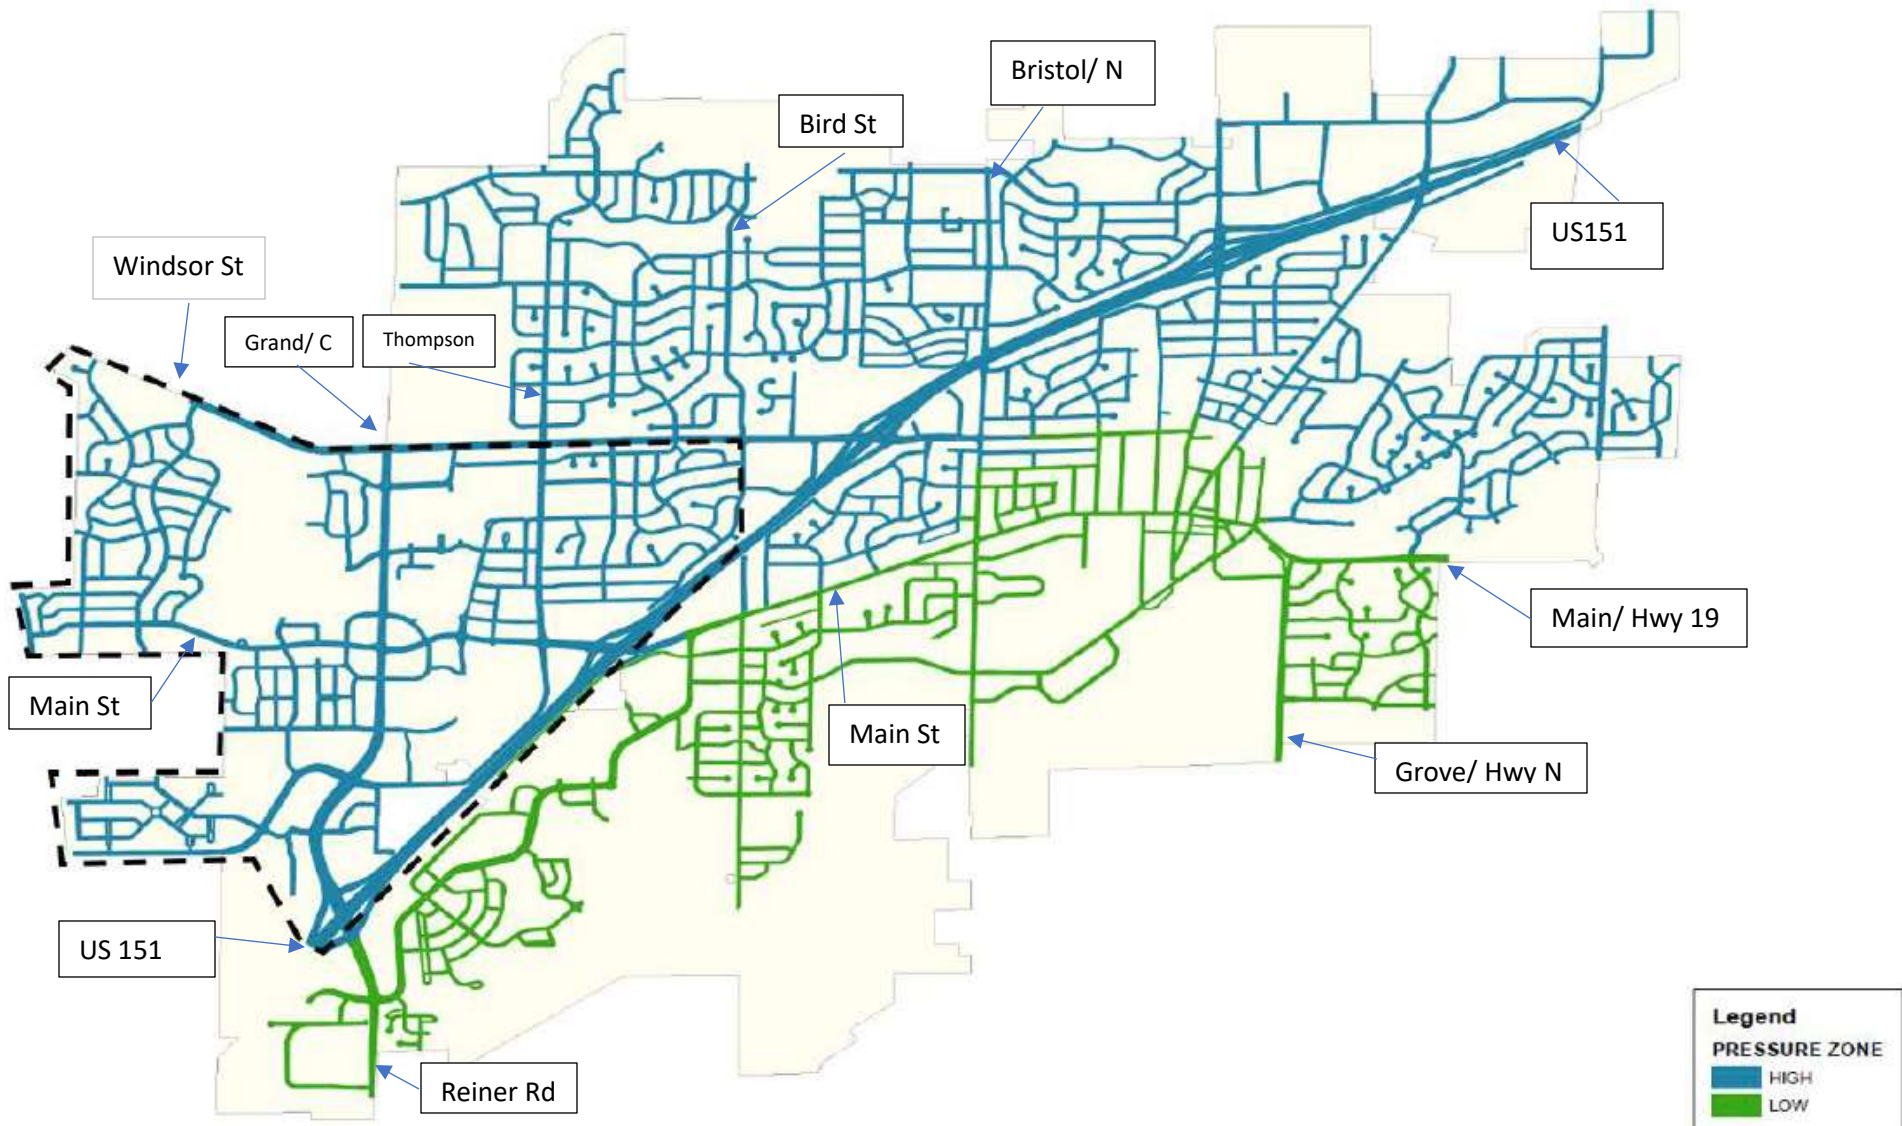 Bristol/ N
Bird St
US151
Windsor St
Grand/ C
Thompson
Main/ Hwy 19
Main St
Main St
Grove/ Hwy N
US 151
Reiner Rd
Legend
PRESSURE ZONE
HIGH
LOW